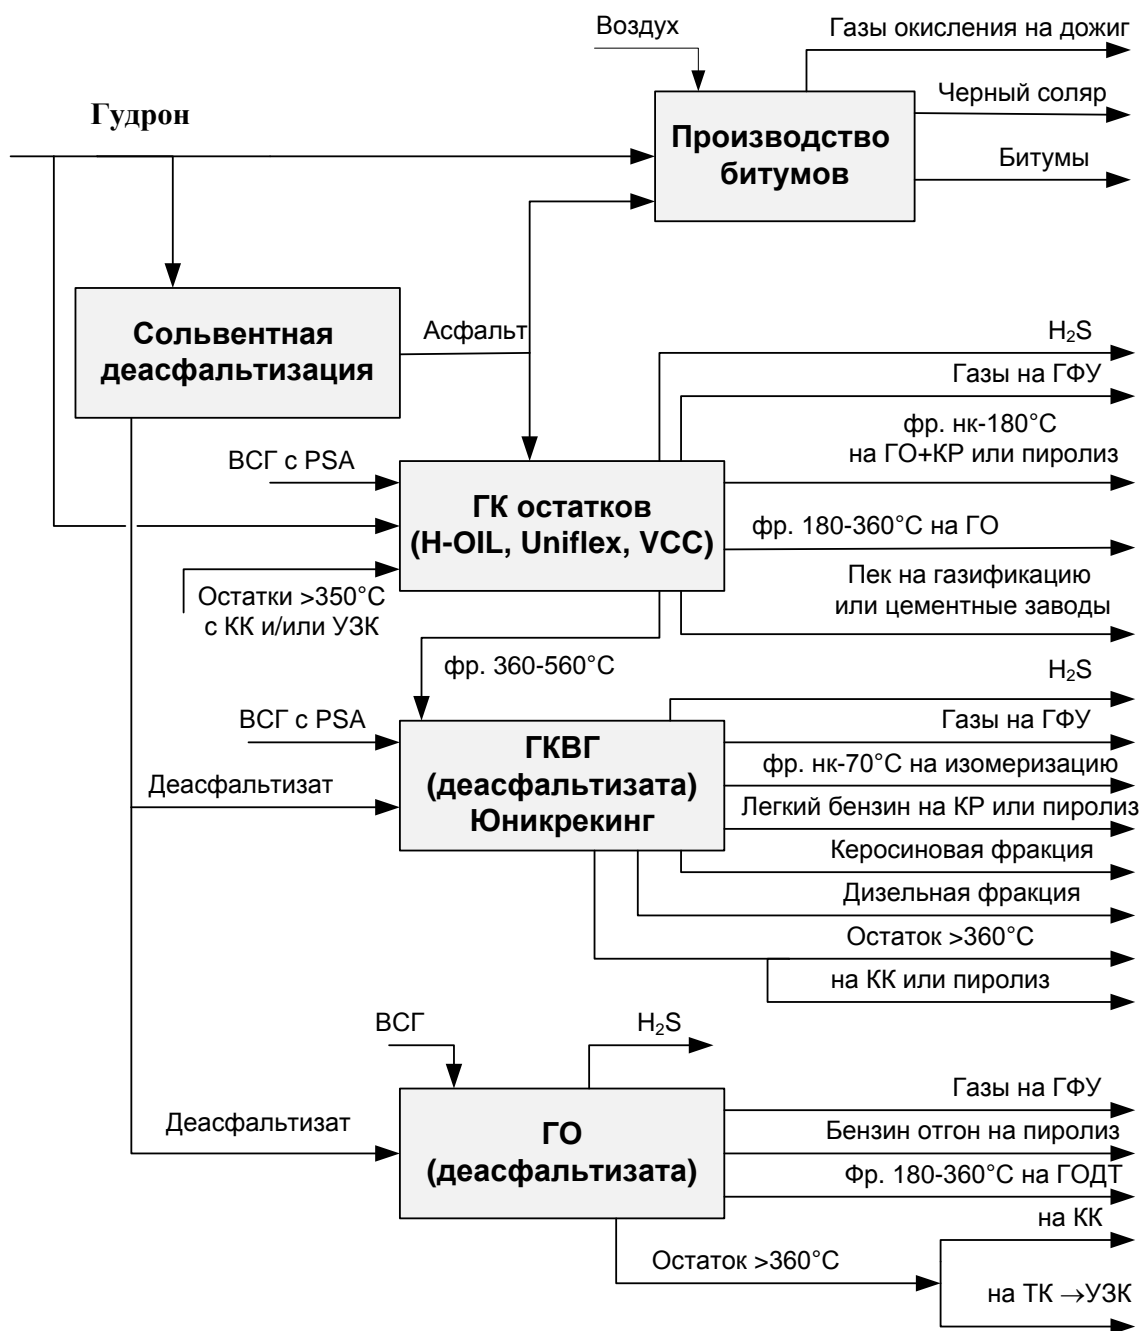 Воздух
Газы окисления на дожиг
Черный соляр
Гудрон
Производство
битумов
Битумы
Сольвентная
деасфальтизация
Асфальт
H₂S
Газы на ГФУ
фр. нк-180°С
на ГО+КР или пиролиз
ВСГ с PSA
ГК остатков
(H-OIL, Uniflex, VCC)
фр. 180-360°С на ГО
Остатки >350°С
с КК и/или УЗК
Пек на газификацию
или цементные заводы
фр. 360-560°С
H₂S
ВСГ с PSA
Газы на ГФУ
ГКВГ
(деасфальтизата)
Юникрекинг
фр. нк-70°С на изомеризацию
Деасфальтизат
Легкий бензин на КР или пиролиз
Керосиновая фракция
Дизельная фракция
Остаток >360°С
на КК или пиролиз
ВСГ
H₂S
Газы на ГФУ
Деасфальтизат
ГО
(деасфальтизата)
Бензин отгон на пиролиз
Фр. 180-360°С на ГОДТ
на КК
Остаток >360°С
на ТК →УЗК